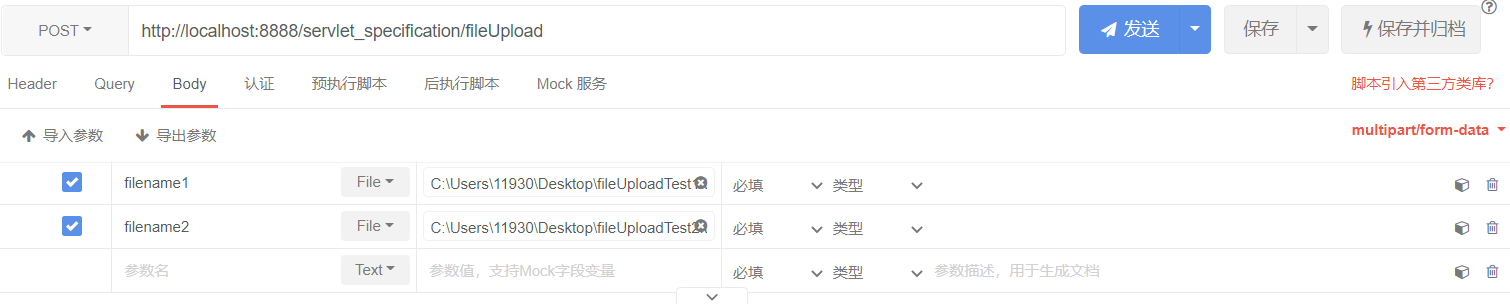 POST http://localhost:8888/servlet_specification/fileUpload 发送 保存 保存并归档
Header Query Body 认证 预执行脚本 后执行脚本 Mock 服务 脚本引入第三方类库?
导入参数 导出参数 multipart/form-data
filename1 File C:\Users\11930\Desktop\fileUploadTest1 必填 类型
filename2 File C:\Users\11930\Desktop\fileUploadTest2 必填 类型
参数名 Text 参数值，支持Mock字段变量 必填 类型 参数描述，用于生成文档